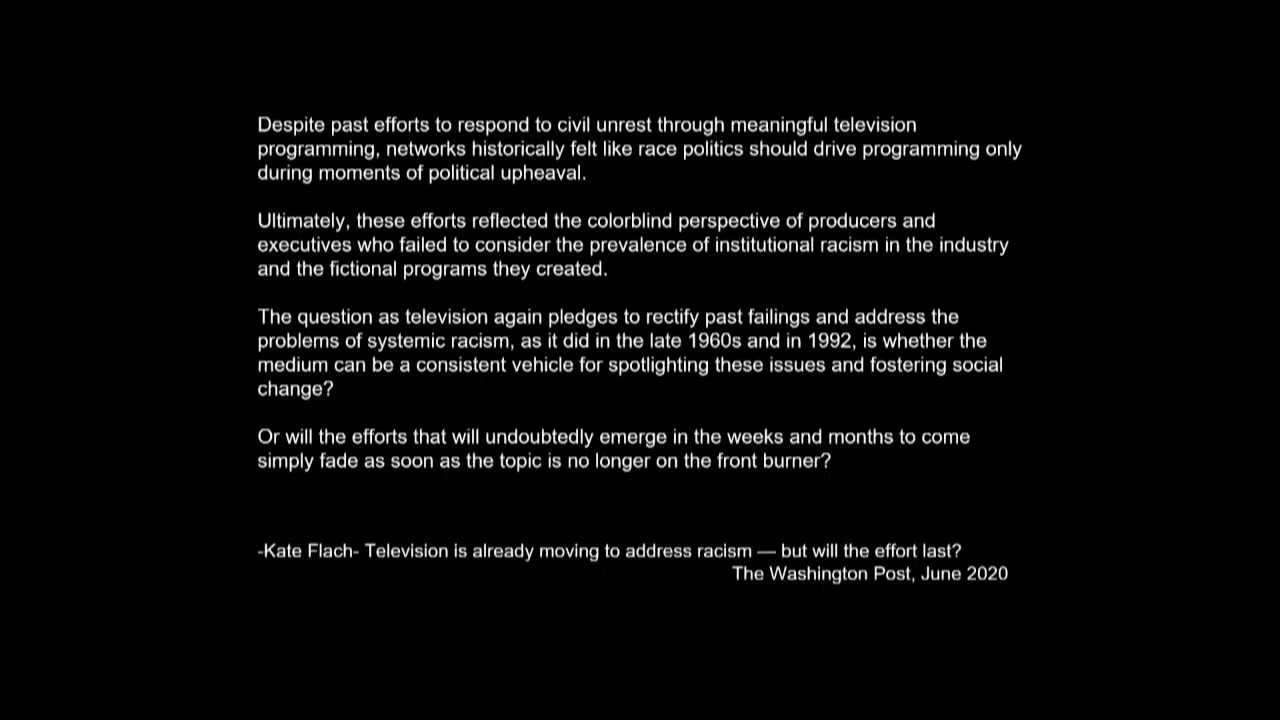 Despite past efforts to respond to civil unrest through meaningful television
programming, networks historically felt like race politics should drive programming only
during moments of political upheaval.
Ultimately, these efforts reflected the colorblind perspective of producers and
executives who failed to consider the prevalence of institutional racism in the industry
and the fictional programs they created.
The question as television again pledges to rectify past failings and address the
problems of systemic racism, as it did in the late 1960s and in 1992, is whether the
medium can be a consistent vehicle for spotlighting these issues and fostering social
change?
Or will the efforts that will undoubtedly emerge in the weeks and months to come
simply fade as soon as the topic is no longer on the front burner?
-Kate Flach- Television is already moving to address racism — but will the effort last?
The Washington Post, June 2020